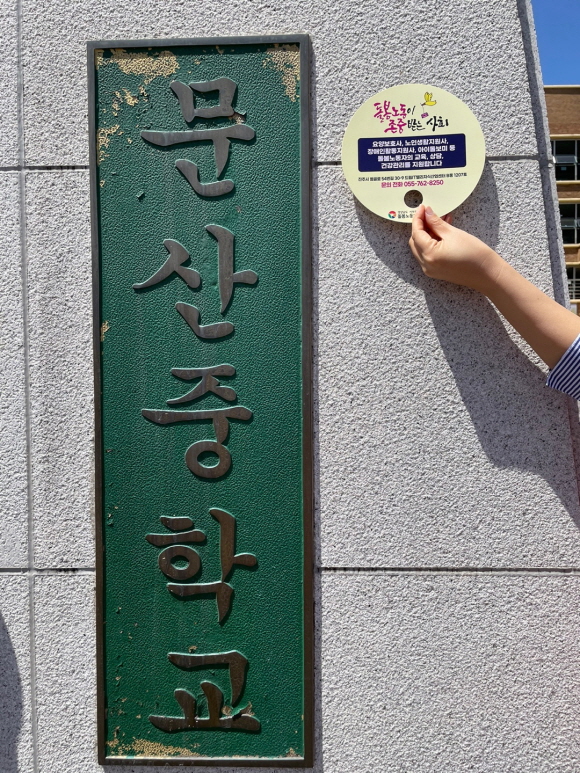 문산중학교
돌봄노동이
존중받는 사회
요양보호사, 노인생활지원사,
장애인활동지원사, 아이돌보미 등
돌봄노동자의 교육, 상담,
건강관리를 지원합니다
문의 전화 055-762-8250